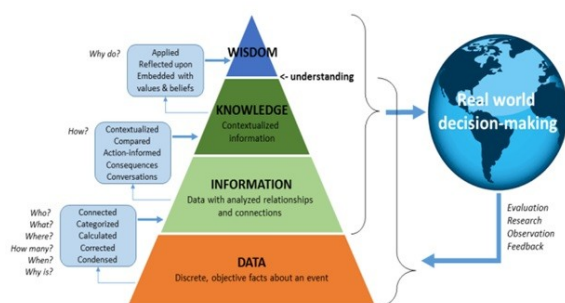 Why do?
Applied
Reflected upon
Embedded with
values & beliefs
WISDOM
<- understanding
How?
Contextualized
Compared
Action-informed
Consequences
Conversations
KNOWLEDGE
Contextualized
information
Who?
What?
Where?
How many?
When?
Why is?
Connected
Categorized
Calculated
Corrected
Condensed
INFORMATION
Data with analyzed relationships
and connections
DATA
Discrete, objective facts about an event
Real world
decision-making
Evaluation
Research
Observation
Feedback